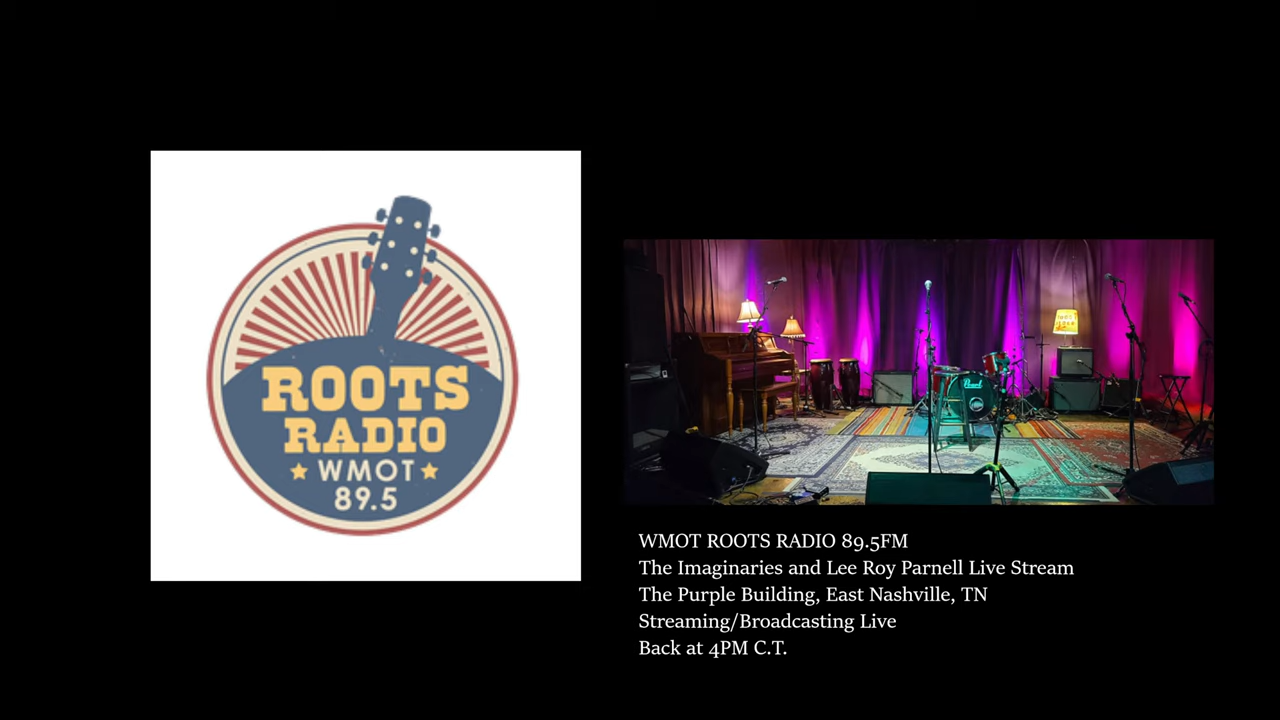 ROOTS
RADIO
WMOT
89.5
Pearl
WMOT ROOTS RADIO 89.5FM
The Imaginaries and Lee Roy Parnell Live Stream
The Purple Building, East Nashville, TN
Streaming/Broadcasting Live
Back at 4PM C.T.